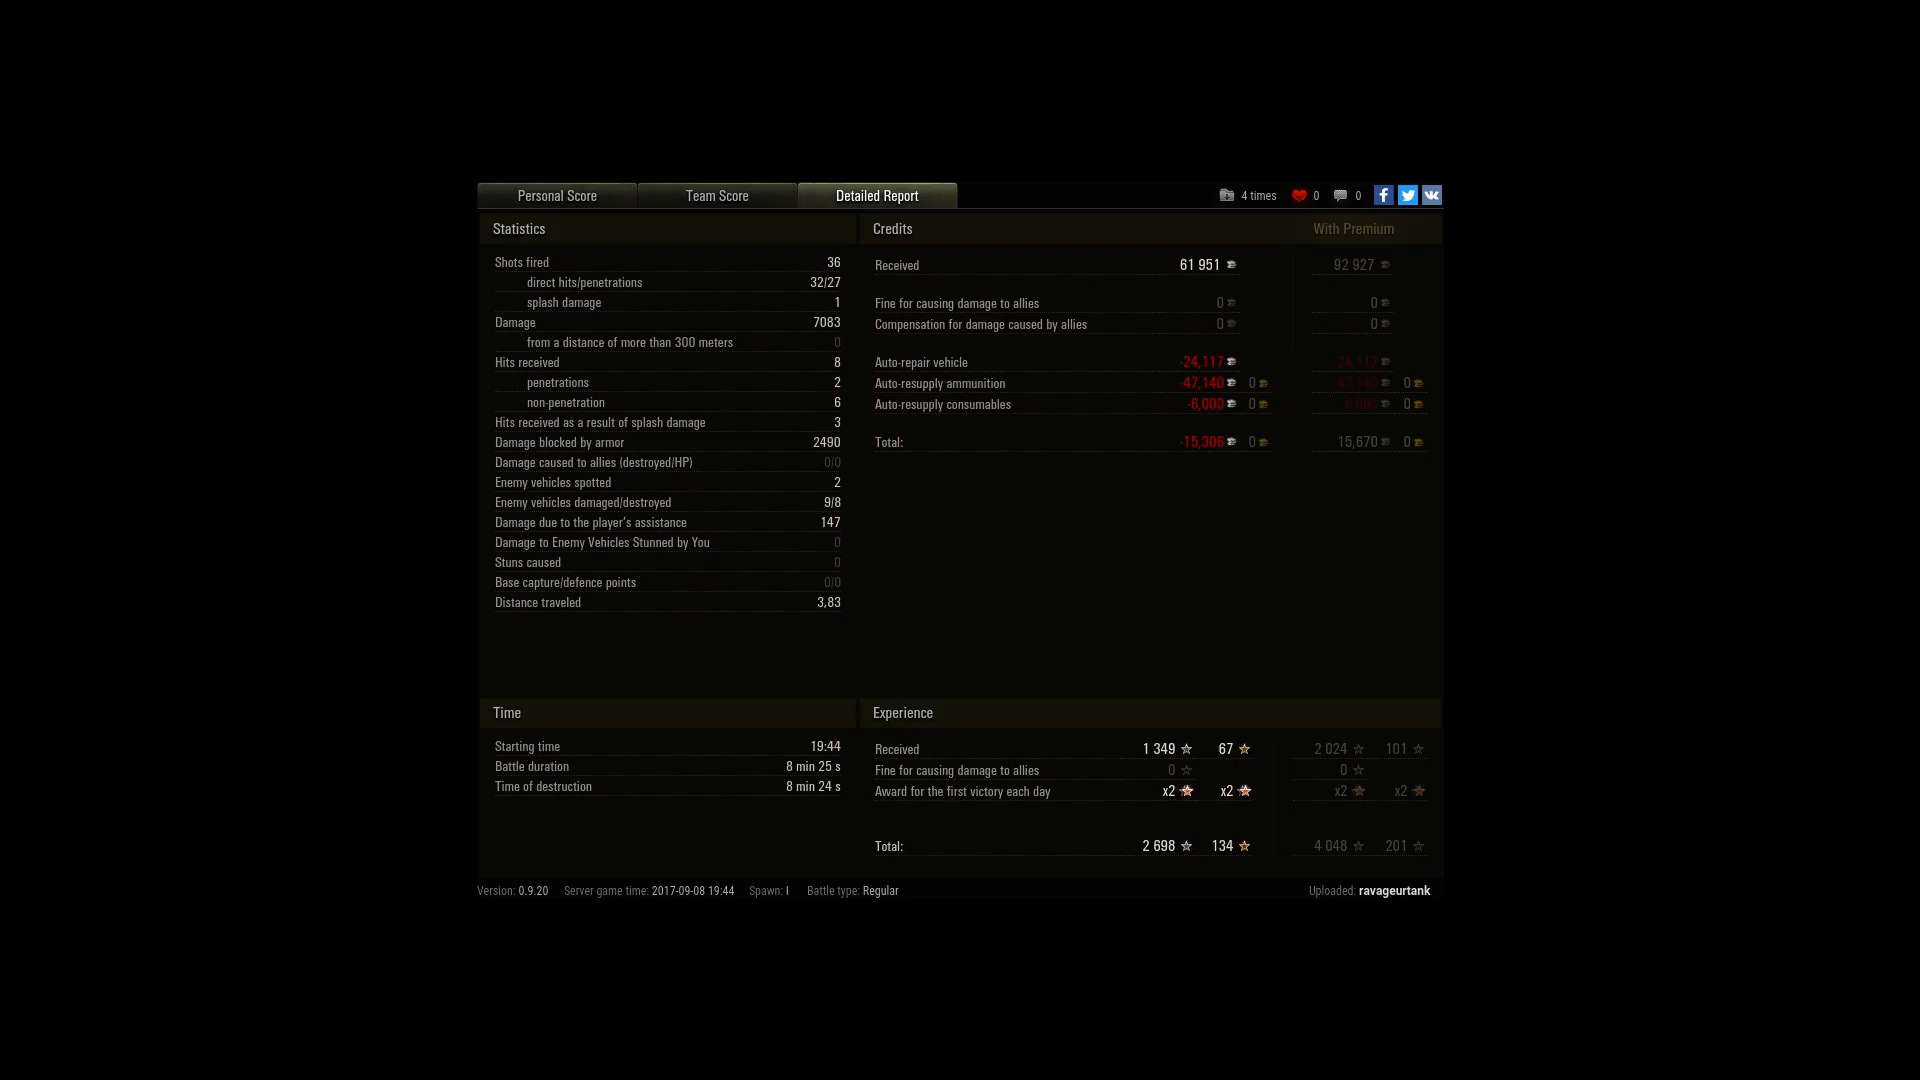 Personal Score Team Score Detailed Report 4 times 0 0
Statistics
Shots fired 36
direct hits/penetrations 32/27
splash damage 1
Damage 7083
from a distance of more than 300 meters 0
Hits received 8
penetrations 2
non-penetration 6
Hits received as a result of splash damage 3
Damage blocked by armor 2490
Damage caused to allies (destroyed/HP) 0/0
Enemy vehicles spotted 2
Enemy vehicles damaged/destroyed 9/8
Damage due to the player's assistance 147
Damage to Enemy Vehicles Stunned by You 0
Stuns caused 0
Base capture/defence points 0/0
Distance traveled 3,83
Credits With Premium
Received 61 951 92 927
Fine for causing damage to allies 0 0
Compensation for damage caused by allies 0 0
Auto-repair vehicle -24,117 24,117
Auto-resupply ammunition -47,140 0 47,140 0
Auto-resupply consumables -6,000 0 6,000 0
Total: -15,306 0 15,670 0
Time
Starting time 19:44
Battle duration 8 min 25 s
Time of destruction 8 min 24 s
Experience
Received 1 349 67 2 024 101
Fine for causing damage to allies 0 0
Award for the first victory each day x2 x2 x2 x2
Total: 2 698 134 4 048 201
Version: 0.9.20 Server game time: 2017-09-08 19:44 Spawn: I Battle type: Regular Uploaded: ravageurtank